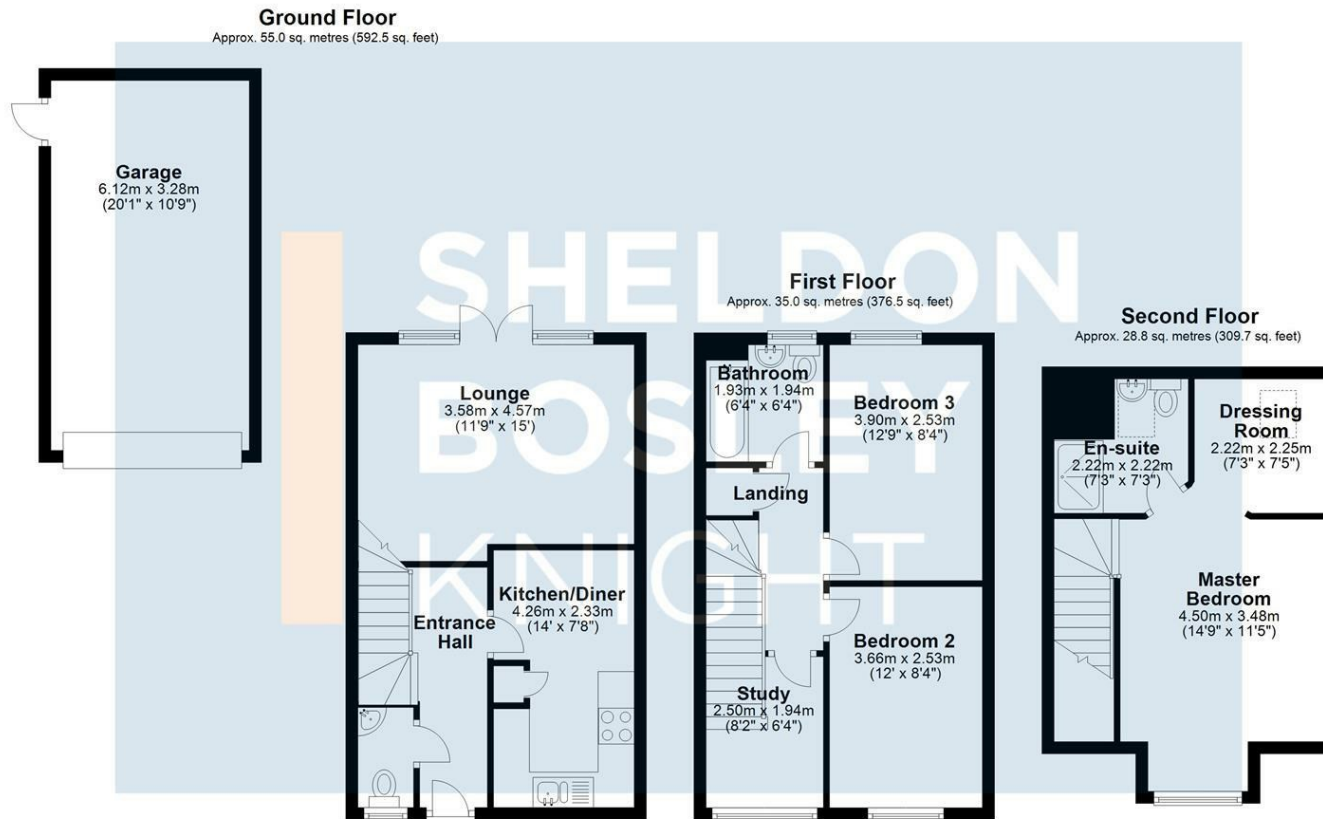 Ground Floor
Approx. 55.0 sq. metres (592.5 sq. feet)
Garage
6.12m x 3.28m
(20'1" x 10'9")
Lounge
3.58m x 4.57m
(11'9" x 15')
Kitchen/Diner
4.26m x 2.33m
(14' x 7'8")
Entrance
Hall
First Floor
Approx. 35.0 sq. metres (376.5 sq. feet)
Bathroom
1.93m x 1.94m
(6'4" x 6'4")
Bedroom 3
3.90m x 2.53m
(12'9" x 8'4")
Landing
Bedroom 2
3.66m x 2.53m
(12' x 8'4")
Study
2.50m x 1.94m
(8'2" x 6'4")
Second Floor
Approx. 28.8 sq. metres (309.7 sq. feet)
Dressing
Room
2.22m x 2.25m
(7'3" x 7'5")
En-suite
2.22m x 2.22m
(7'3" x 7'3")
Master
Bedroom
4.50m x 3.48m
(14'9" x 11'5")
SHELDON
BOSLEY
KNIGHT